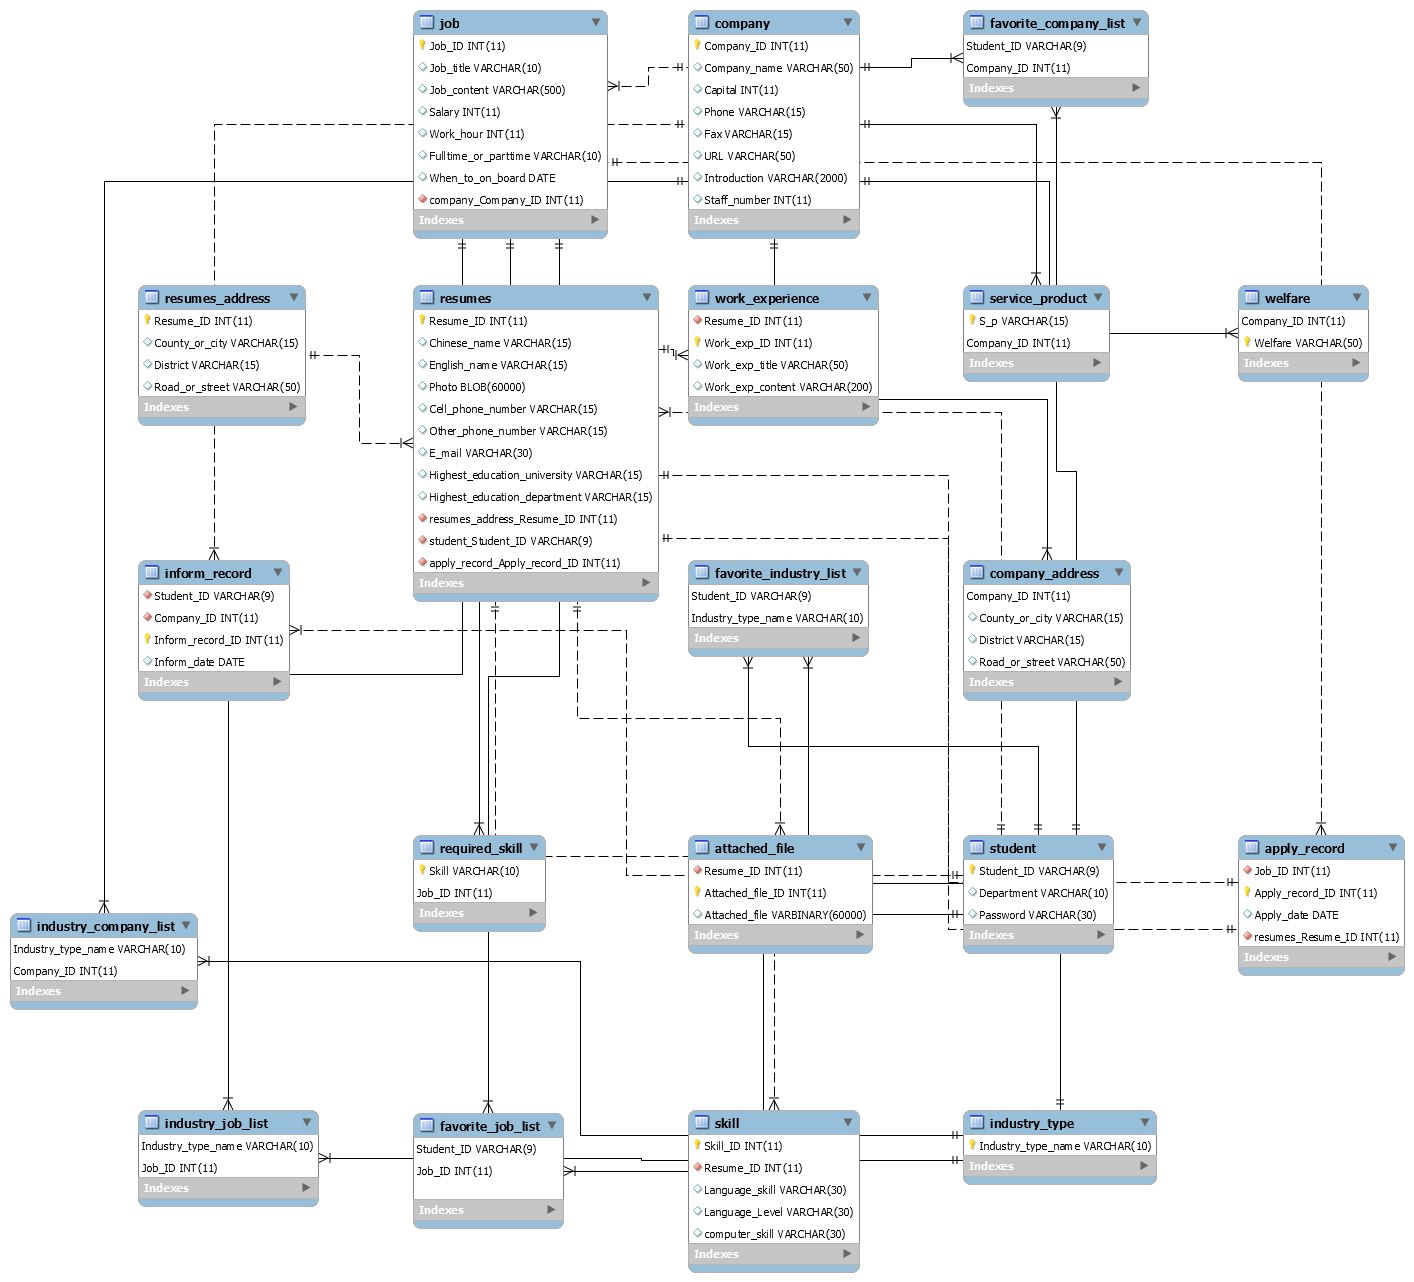 job
Job_ID INT(11)
Job_title VARCHAR(10)
Job_content VARCHAR(500)
Salary INT(11)
Work_hour INT(11)
Fulltime_or_parttime VARCHAR(10)
When_to_on_board DATE
company_Company_ID INT(11)
Indexes
company
Company_ID INT(11)
Company_name VARCHAR(50)
Capital INT(11)
Phone VARCHAR(15)
Fax VARCHAR(15)
URL VARCHAR(50)
Introduction VARCHAR(2000)
Staff_number INT(11)
Indexes
favorite_company_list
Student_ID VARCHAR(9)
Company_ID INT(11)
Indexes
resumes_address
Resume_ID INT(11)
County_or_city VARCHAR(15)
District VARCHAR(15)
Road_or_street VARCHAR(50)
Indexes
resumes
Resume_ID INT(11)
Chinese_name VARCHAR(15)
English_name VARCHAR(15)
Photo BLOB(60000)
Cell_phone_number VARCHAR(15)
Other_phone_number VARCHAR(15)
E_mail VARCHAR(30)
Highest_education_university VARCHAR(15)
Highest_education_department VARCHAR(15)
resumes_address_Resume_ID INT(11)
student_Student_ID VARCHAR(9)
apply_record_Apply_record_ID INT(11)
Indexes
work_experience
Resume_ID INT(11)
Work_exp_ID INT(11)
Work_exp_title VARCHAR(50)
Work_exp_content VARCHAR(200)
Indexes
service_product
S_p VARCHAR(15)
Company_ID INT(11)
Indexes
welfare
Company_ID INT(11)
Welfare VARCHAR(50)
Indexes
inform_record
Student_ID VARCHAR(9)
Company_ID INT(11)
Inform_record_ID INT(11)
Inform_date DATE
Indexes
favorite_industry_list
Student_ID VARCHAR(9)
Industry_type_name VARCHAR(10)
Indexes
company_address
Company_ID INT(11)
County_or_city VARCHAR(15)
District VARCHAR(15)
Road_or_street VARCHAR(50)
Indexes
required_skill
Skill VARCHAR(10)
Job_ID INT(11)
Indexes
attached_file
Resume_ID INT(11)
Attached_file_ID INT(11)
Attached_file VARBINARY(60000)
Indexes
student
Student_ID VARCHAR(9)
Department VARCHAR(10)
Password VARCHAR(30)
Indexes
apply_record
Job_ID INT(11)
Apply_record_ID INT(11)
Apply_date DATE
resumes_Resume_ID INT(11)
Indexes
industry_company_list
Industry_type_name VARCHAR(10)
Company_ID INT(11)
Indexes
industry_job_list
Industry_type_name VARCHAR(10)
Job_ID INT(11)
Indexes
favorite_job_list
Student_ID VARCHAR(9)
Job_ID INT(11)
Indexes
skill
Skill_ID INT(11)
Resume_ID INT(11)
Language_skill VARCHAR(30)
Language_Level VARCHAR(30)
computer_skill VARCHAR(30)
Indexes
industry_type
Industry_type_name VARCHAR(10)
Indexes